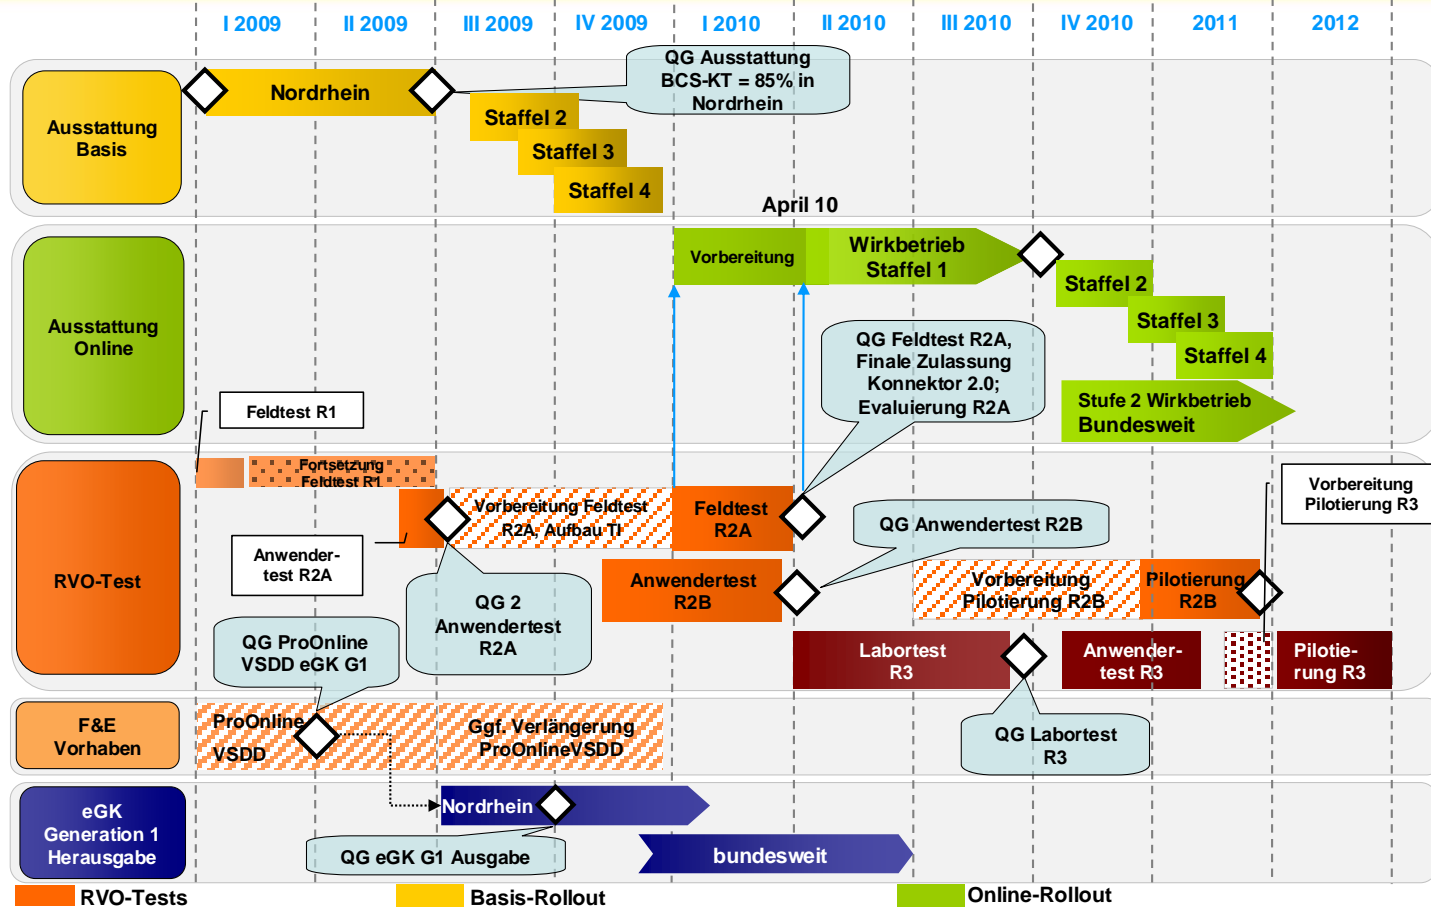 I 2009
II 2009
III 2009
IV 2009
I 2010
II 2010
III 2010
IV 2010
2011
2012
Ausstattung
Basis
Nordrhein
QG Ausstattung
BCS-KT = 85% in
Nordrhein
Staffel 2
Staffel 3
Staffel 4
April 10
Ausstattung
Online
Vorbereitung
Wirkbetrieb
Staffel 1
Staffel 2
Staffel 3
Staffel 4
Stufe 2 Wirkbetrieb
Bundesweit
QG Feldtest R2A,
Finale Zulassung
Konnektor 2.0;
Evaluierung R2A
Feldtest R1
RVO-Test
Fortsetzung
Feldtest R1
Vorbereitung
Pilotierung R3
Anwender-
test R2A
Vorbereitung Feldtest
R2A, Aufbau TI
Feldtest
R2A
QG Anwendertest R2B
QG 2
Anwendertest
R2A
Anwendertest
R2B
Vorbereitung
Pilotierung R2B
Pilotierung
R2B
QG ProOnline
VSDD eGK G1
Labortest
R3
Anwender-
test R3
Pilotie-
rung R3
F&E
Vorhaben
ProOnline
VSDD
Ggf. Verlängerung
ProOnlineVSDD
QG Labortest
R3
eGK
Generation 1
Herausgabe
Nordrhein
QG eGK G1 Ausgabe
bundesweit
RVO-Tests
Basis-Rollout
Online-Rollout